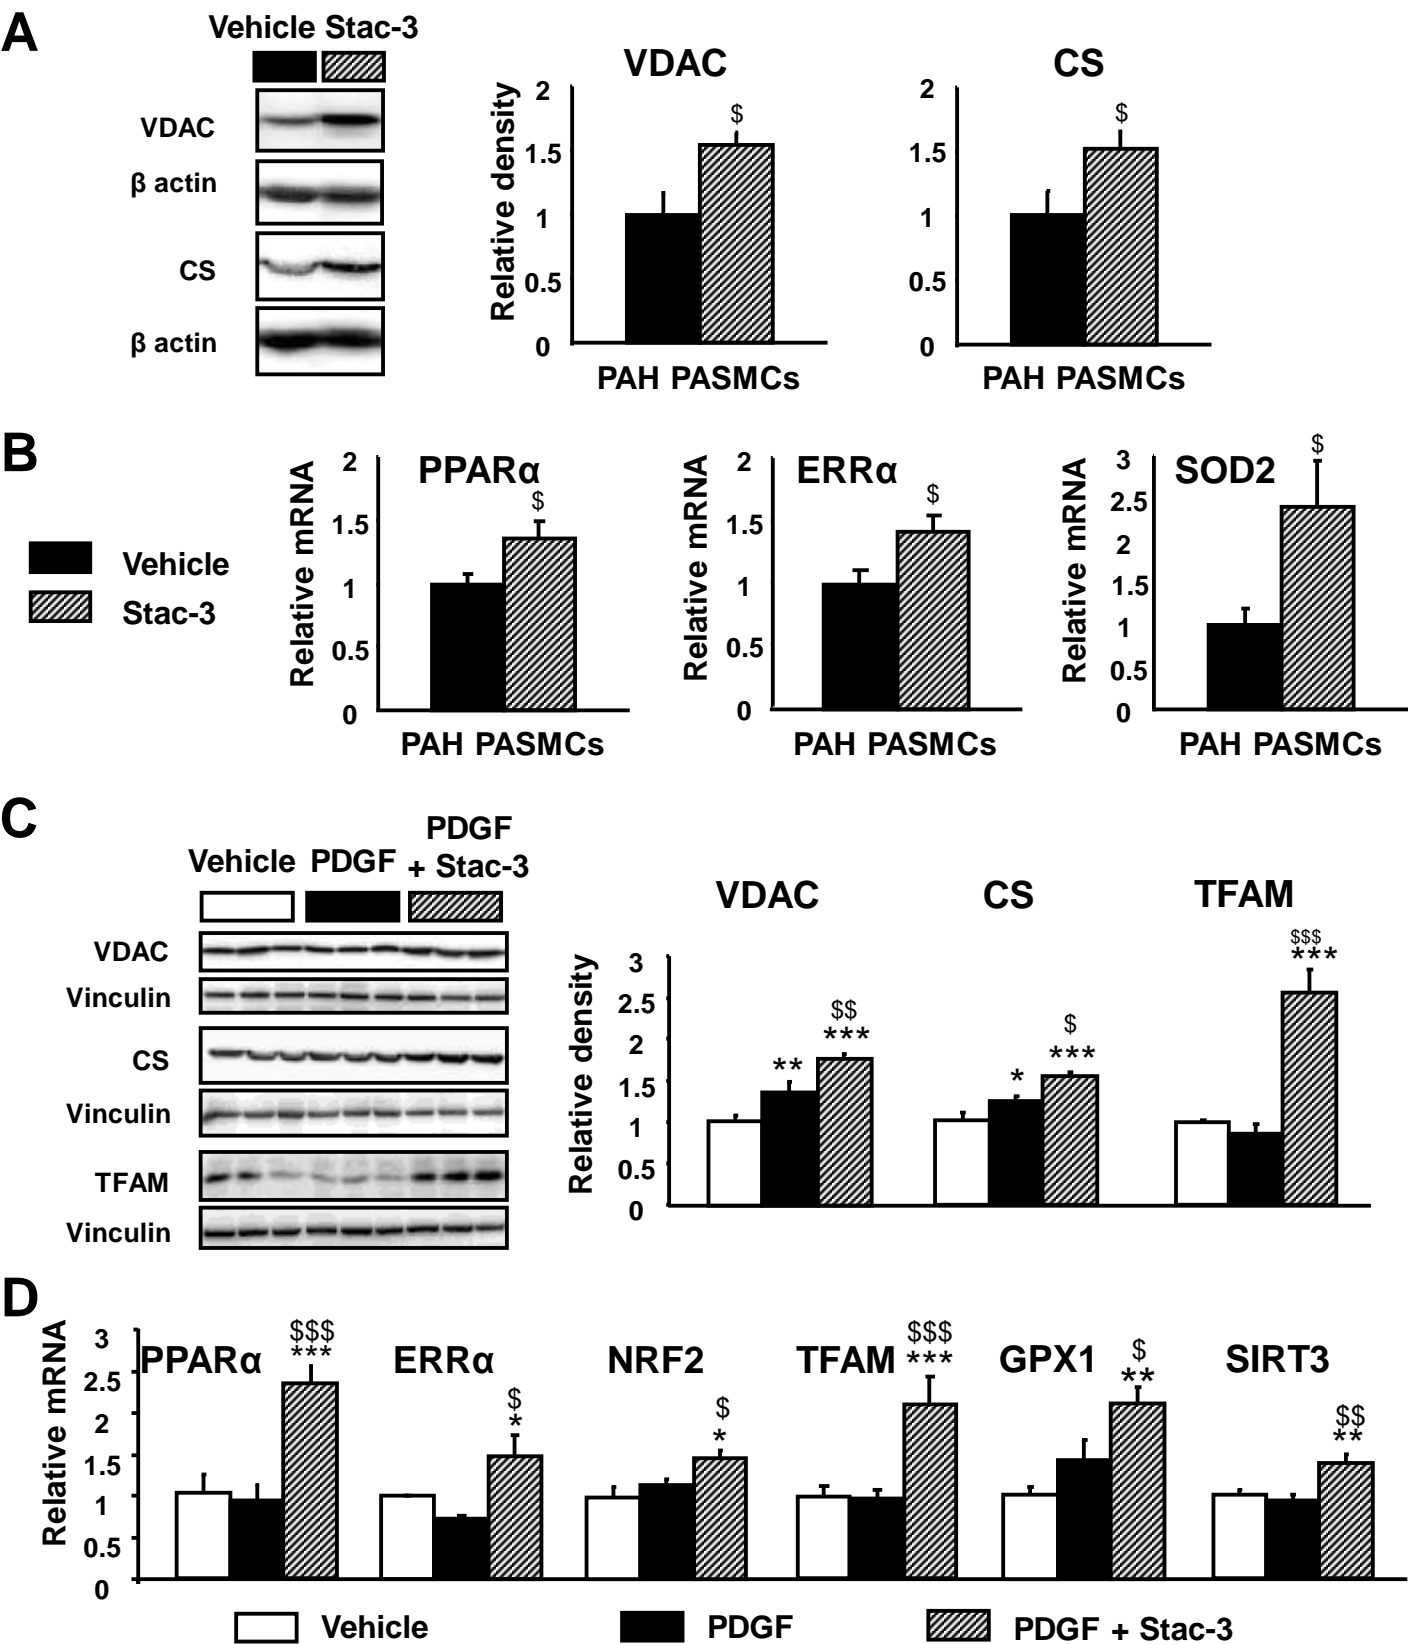 A
Vehicle Stac-3
VDAC
β actin
CS
β actin
VDAC
Relative density
2
1.5
1
0.5
0
$
PAH PASMCs
CS
2
1.5
1
0.5
0
$
PAH PASMCs
B
Vehicle
Stac-3
PPARα
Relative mRNA
2
1.5
1
0.5
0
$
PAH PASMCs
ERRα
Relative mRNA
2
1.5
1
0.5
0
$
PAH PASMCs
SOD2
Relative mRNA
3
2.5
2
1.5
1
0.5
0
$
PAH PASMCs
C
Vehicle PDGF PDGF
+ Stac-3
VDAC
Vinculin
CS
Vinculin
TFAM
Vinculin
VDAC CS TFAM
Relative density
3
2.5
2
1.5
1
0.5
0
**
$$
***
*
$
***
$$$
***
D
Relative mRNA
3
2.5
2
1.5
1
0.5
0
PPARα
$$$
***
ERRα
$
*
NRF2
$
*
TFAM
$$$
***
GPX1
$
**
SIRT3
$$
**
Vehicle PDGF PDGF + Stac-3